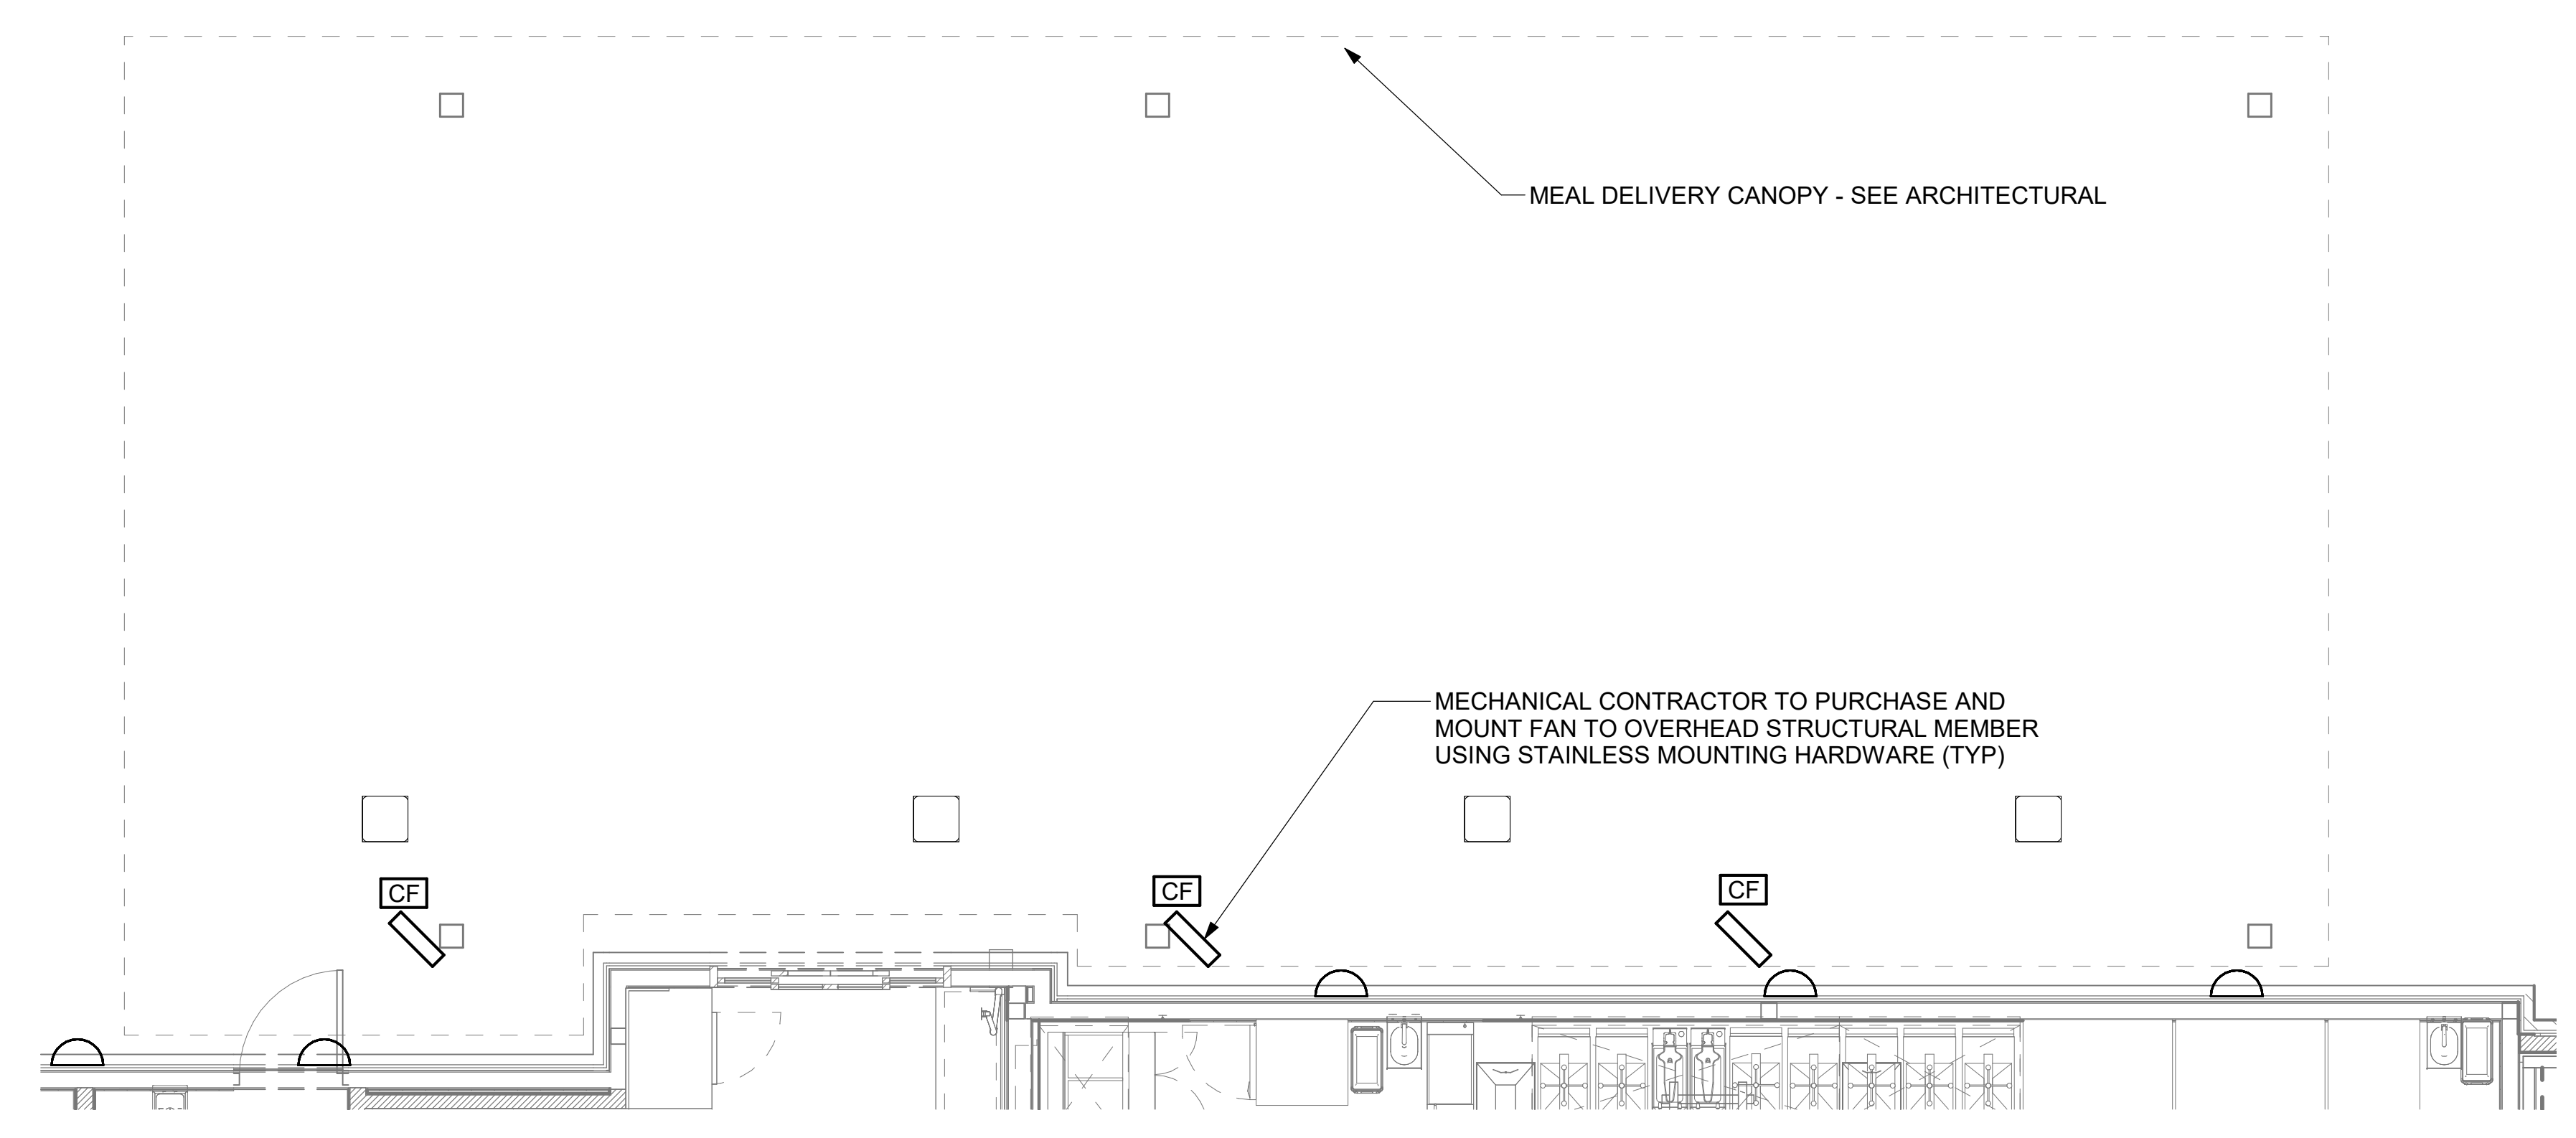 MEAL DELIVERY CANOPY - SEE ARCHITECTURAL
MECHANICAL CONTRACTOR TO PURCHASE AND
MOUNT FAN TO OVERHEAD STRUCTURAL MEMBER
USING STAINLESS MOUNTING HARDWARE (TYP)
CF
CF
CF